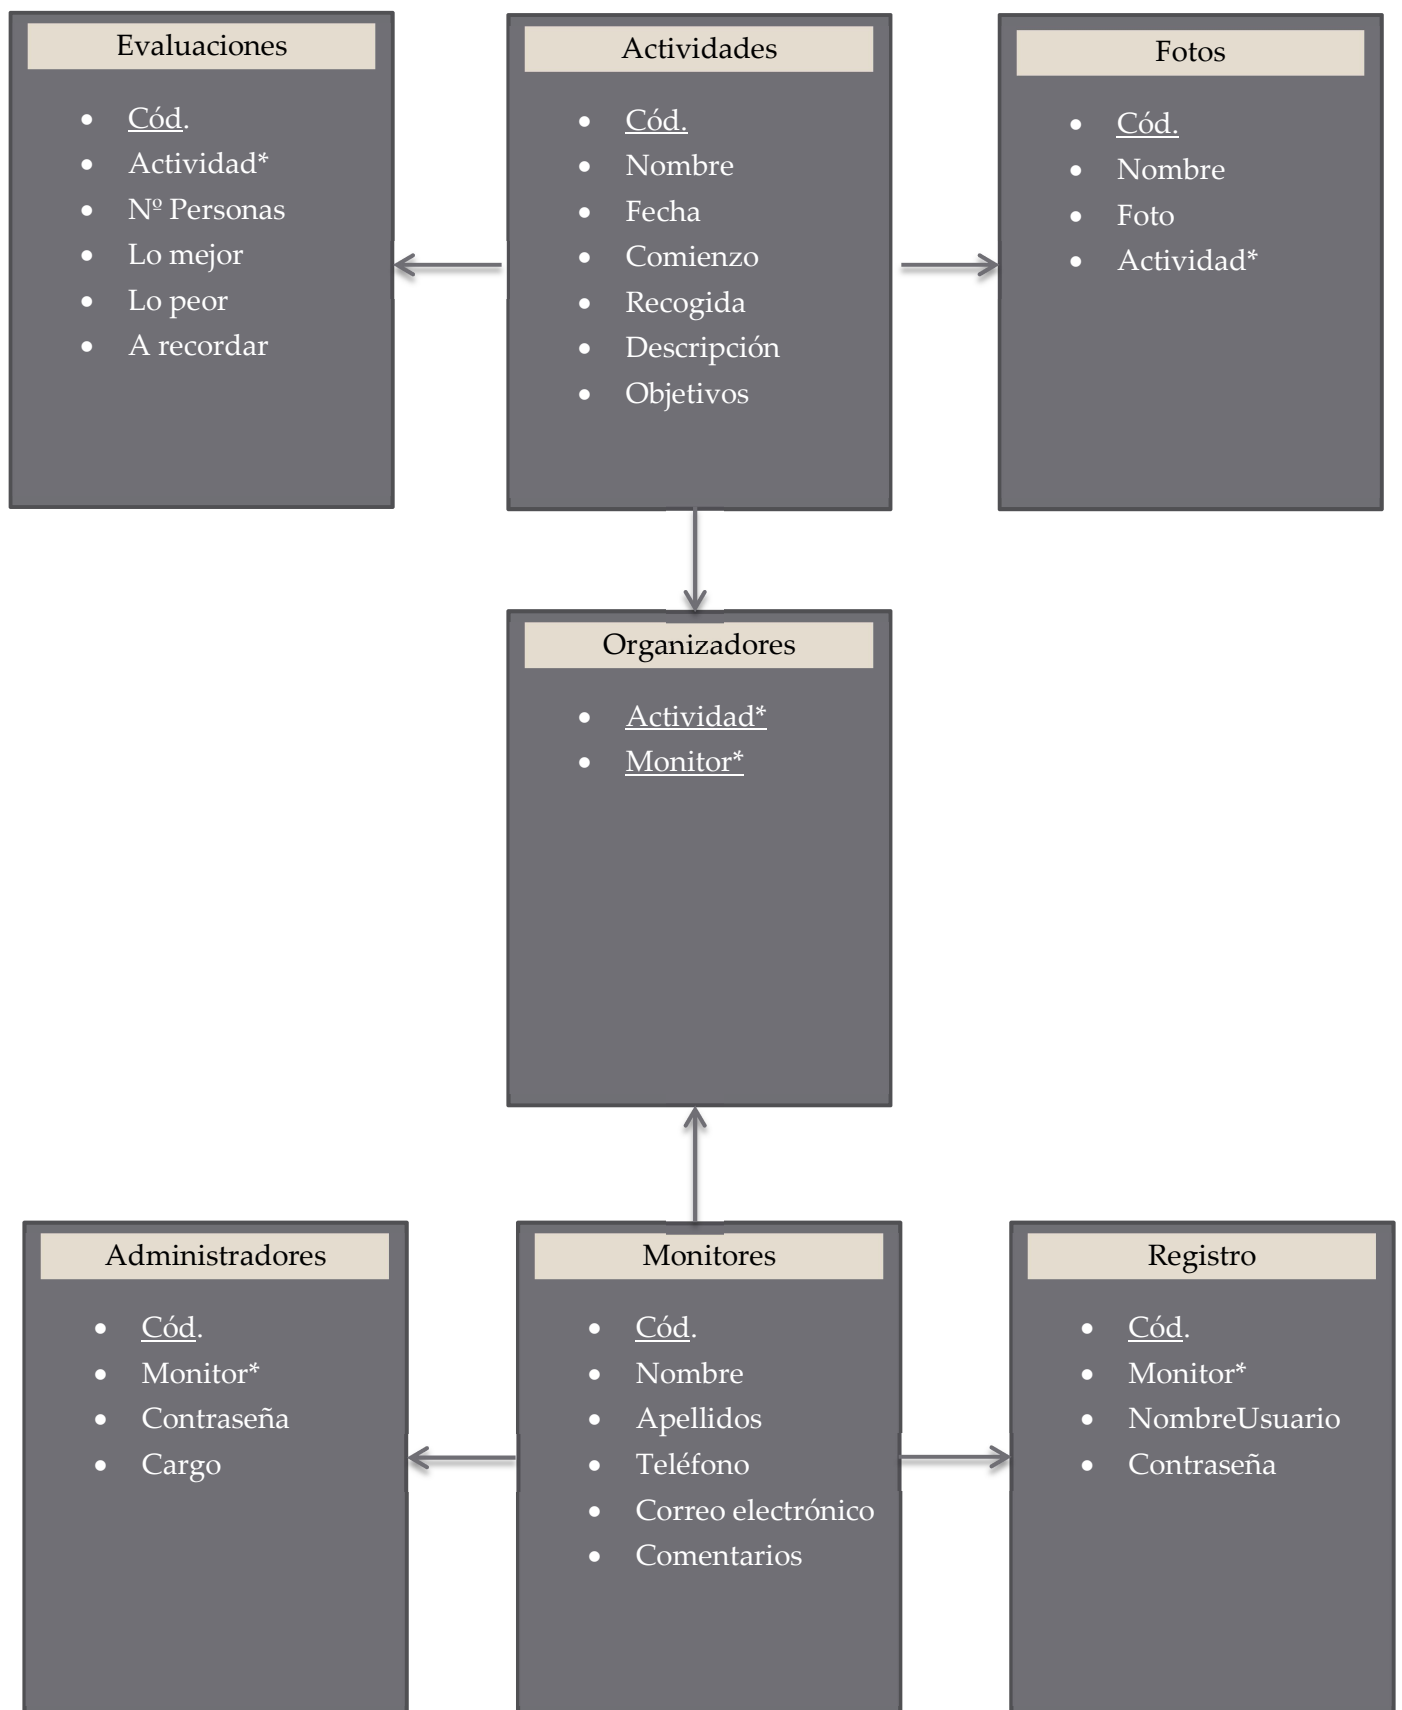 Evaluaciones
Cód.
Actividad*
Nº Personas
Lo mejor
Lo peor
A recordar
Actividades
Cód.
Nombre
Fecha
Comienzo
Recogida
Descripción
Objetivos
Fotos
Cód.
Nombre
Foto
Actividad*
Organizadores
Actividad*
Monitor*
Administradores
Cód.
Monitor*
Contraseña
Cargo
Monitores
Cód.
Nombre
Apellidos
Teléfono
Correo electrónico
Comentarios
Registro
Cód.
Monitor*
NombreUsuario
Contraseña